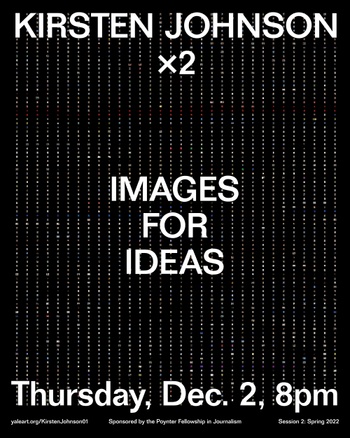 KIRSTEN JOHNSON
×2
IMAGES
FOR
IDEAS
Thursday, Dec. 2, 8pm
yaleart.org/KirstenJohnson01 Sponsored by the Poynter Fellowship in Journalism Session 2: Spring 2022